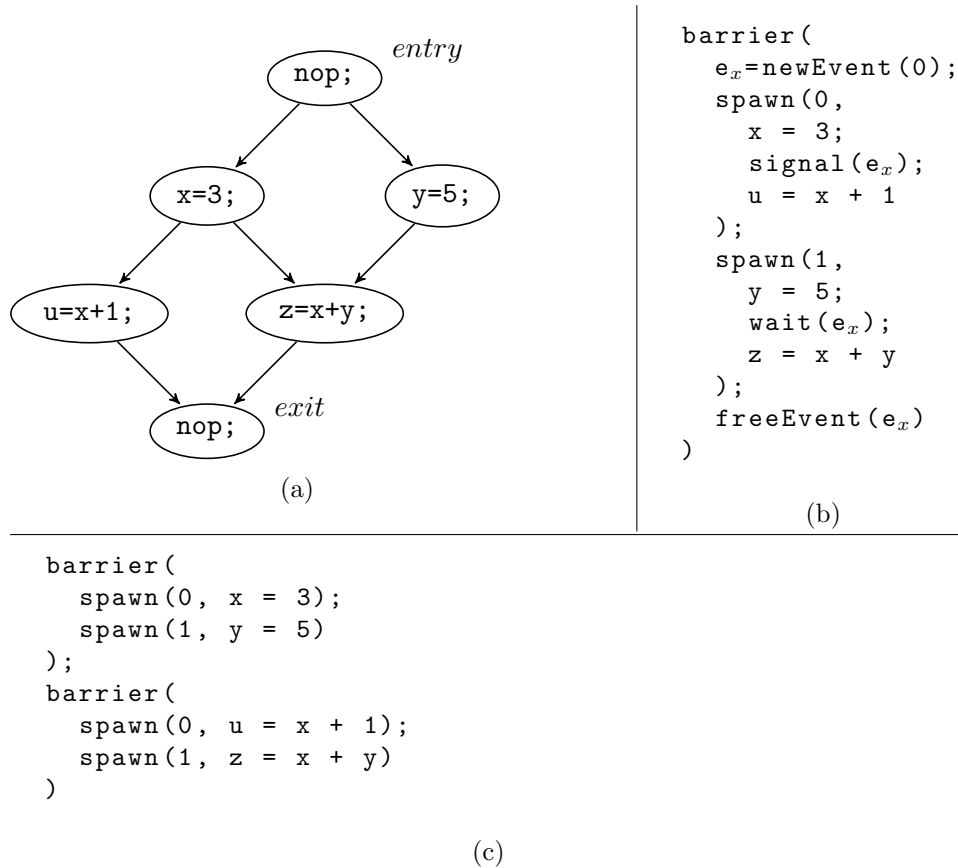 entry
nop;
x=3;
y=5;
u=x+1;
z=x+y;
exit
nop;
(a)
barrier(
eₓ=newEvent(0);
spawn(0,
x = 3;
signal(eₓ);
u = x + 1
);
spawn(1,
y = 5;
wait(eₓ);
z = x + y
);
freeEvent(eₓ)
)
(b)
barrier(
spawn(0, x = 3);
spawn(1, y = 5)
);
barrier(
spawn(0, u = x + 1);
spawn(1, z = x + y)
)
(c)